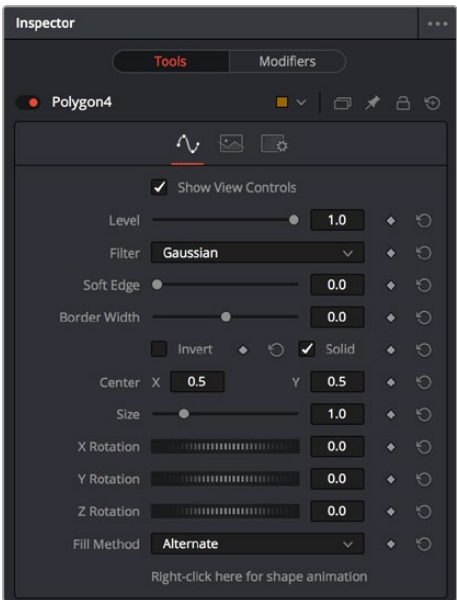 Inspector
Tools Modifiers
Polygon4
Show View Controls
Level 1.0
Filter Gaussian
Soft Edge 0.0
Border Width 0.0
Invert Solid
Center X 0.5 Y 0.5
Size 1.0
X Rotation 0.0
Y Rotation 0.0
Z Rotation 0.0
Fill Method Alternate
Right-click here for shape animation